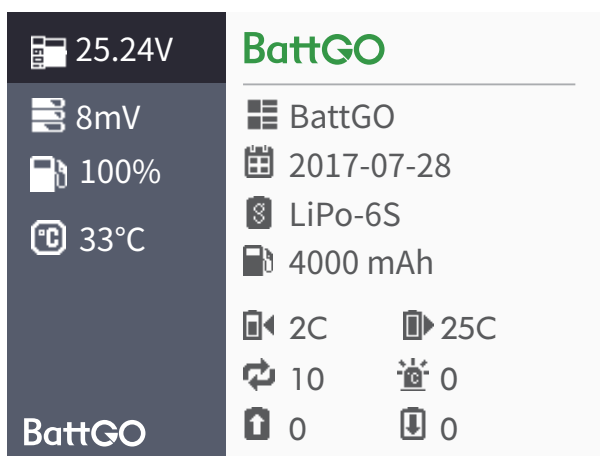 25.24V
8mV
100%
33°C
BattGO
BattGO
BattGO
2017-07-28
LiPo-6S
4000 mAh
2C 25C
10 0
0 0